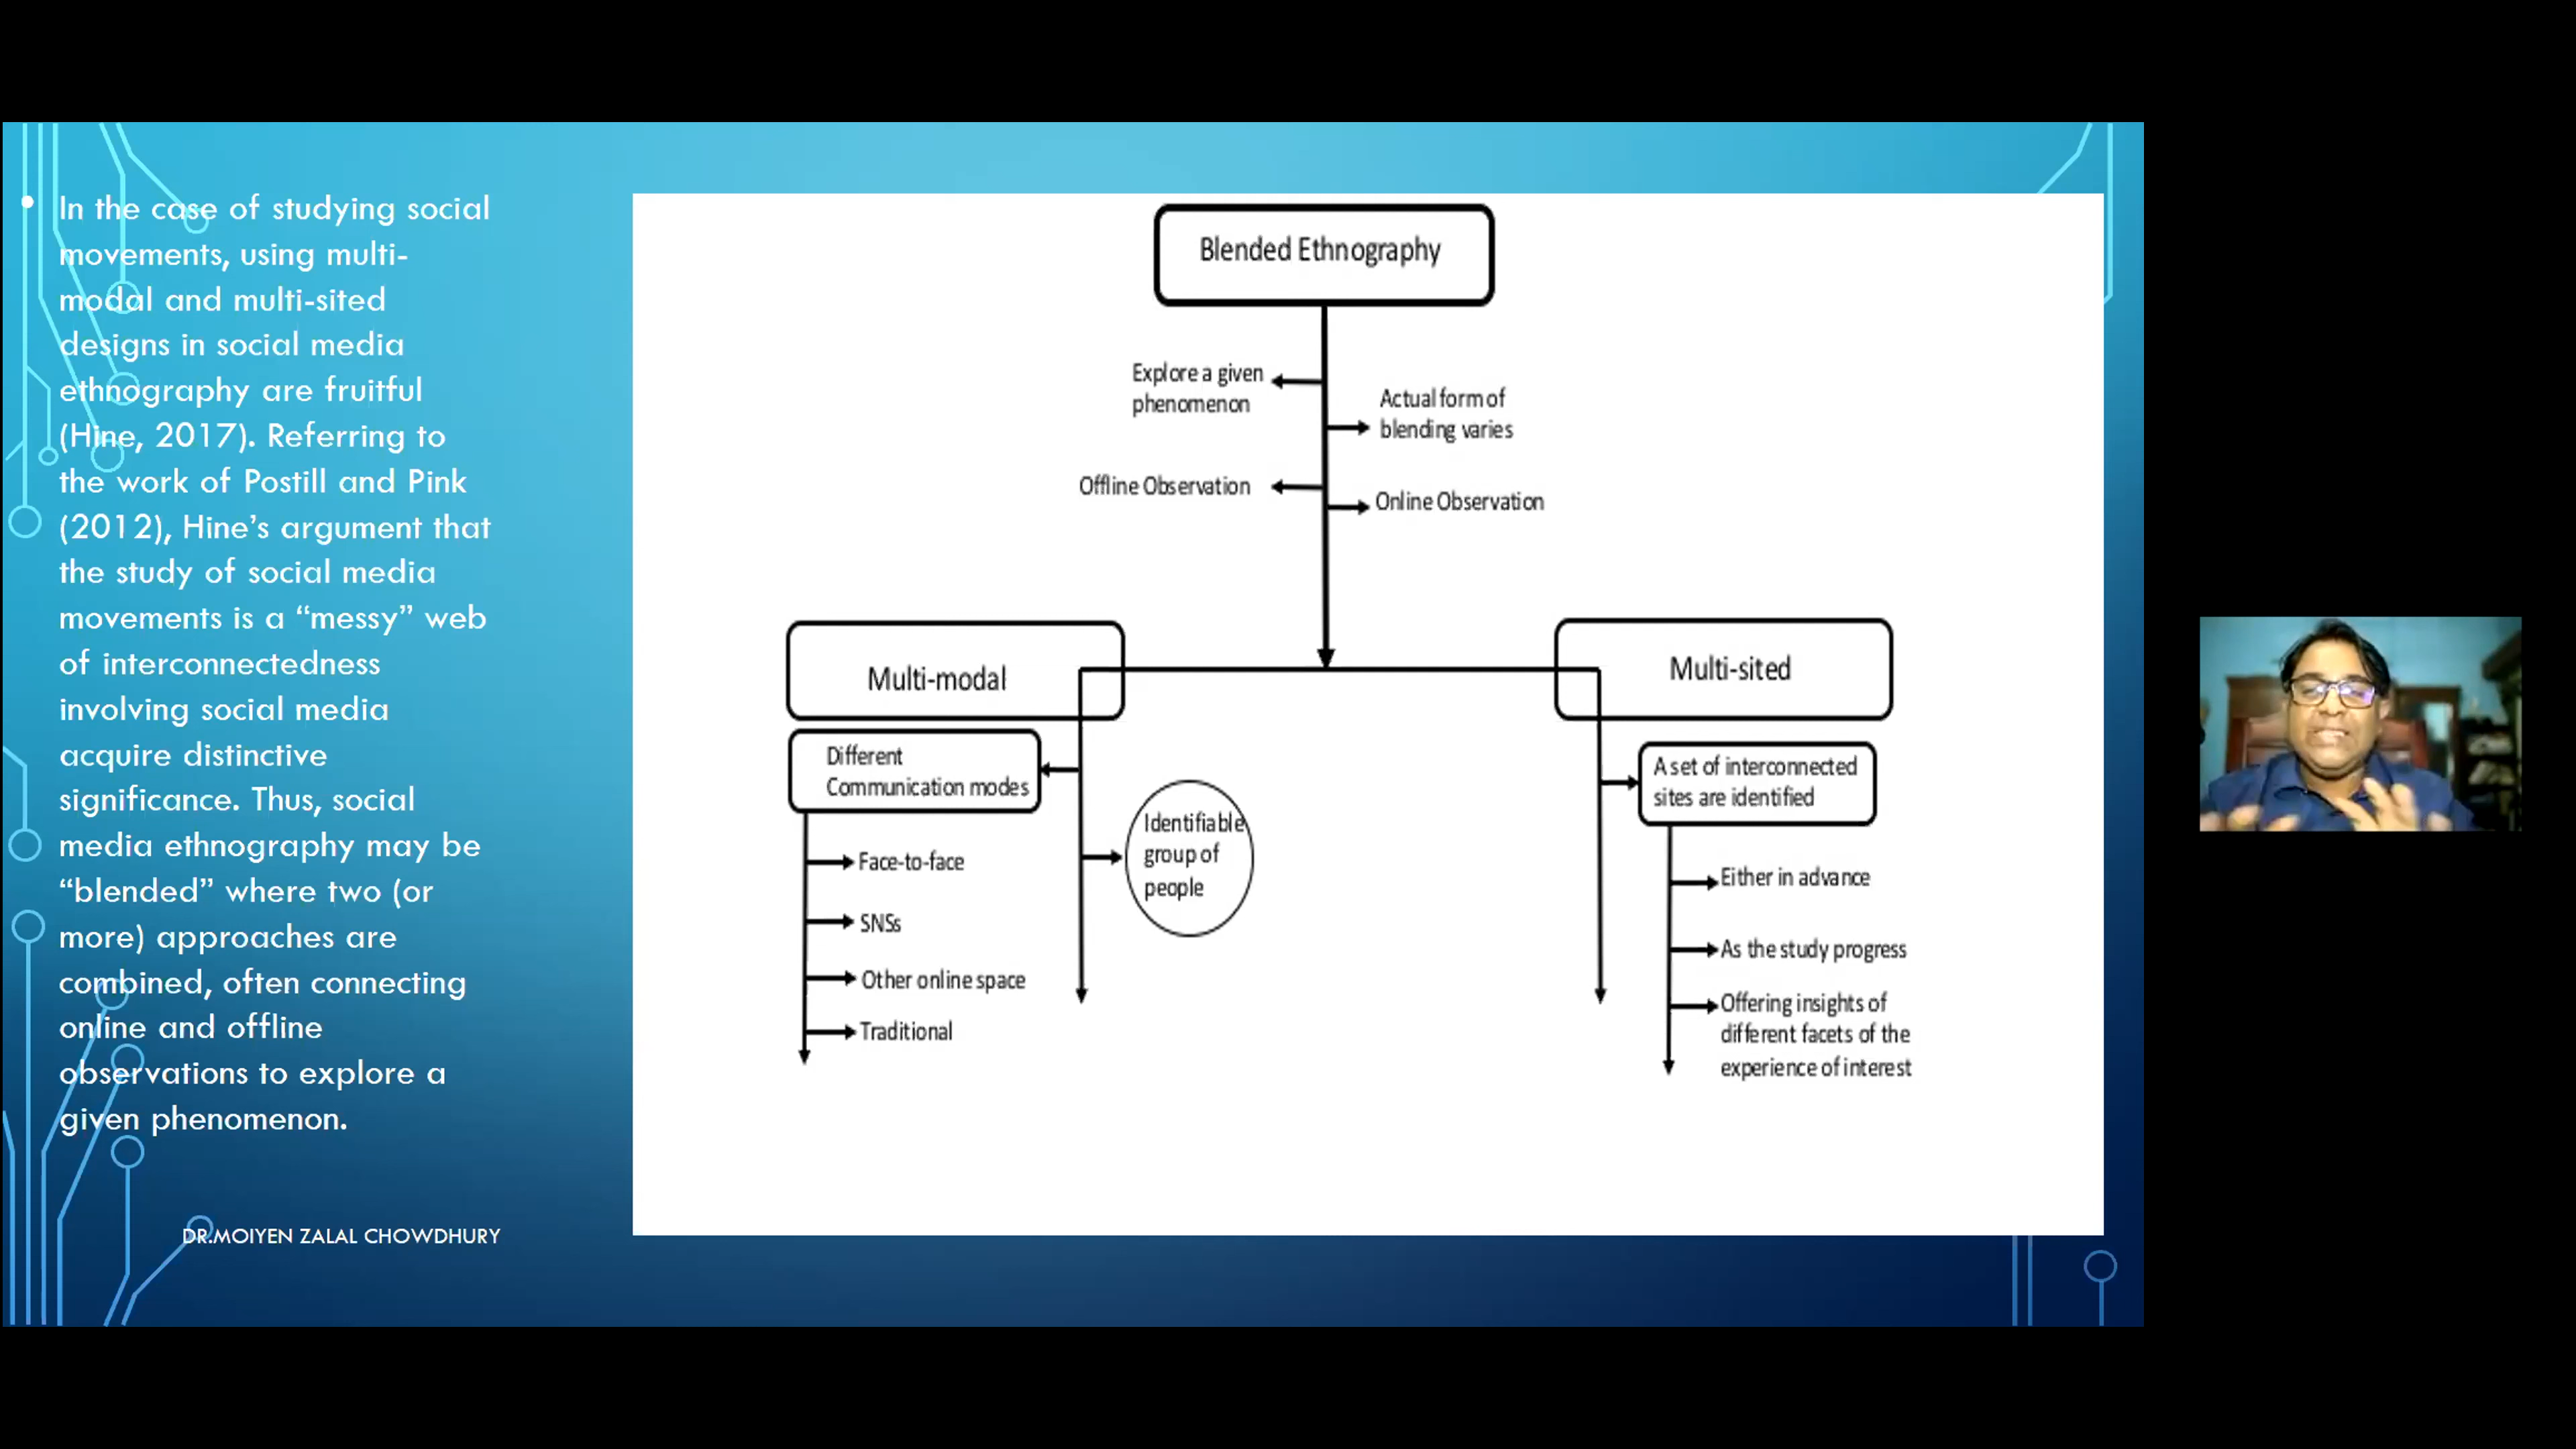 In the case of studying social
movements, using multi-
modal and multi-sited
designs in social media
ethnography are fruitful
(Hine, 2017). Referring to
the work of Postill and Pink
(2012), Hine’s argument that
the study of social media
movements is a “messy” web
of interconnectedness
involving social media
acquire distinctive
significance. Thus, social
media ethnography may be
“blended” where two (or
more) approaches are
combined, often connecting
online and offline
observations to explore a
given phenomenon.
DR.MOIYEN ZALAL CHOWDHURY
Blended Ethnography
Explore a given
phenomenon
Actual form of
blending varies
Offline Observation
Online Observation
Multi-modal
Different
Communication modes
Face-to-face
SNSs
Other online space
Traditional
Identifiable
group of
people
Multi-sited
A set of interconnected
sites are identified
Either in advance
As the study progress
Offering insights of
different facets of the
experience of interest